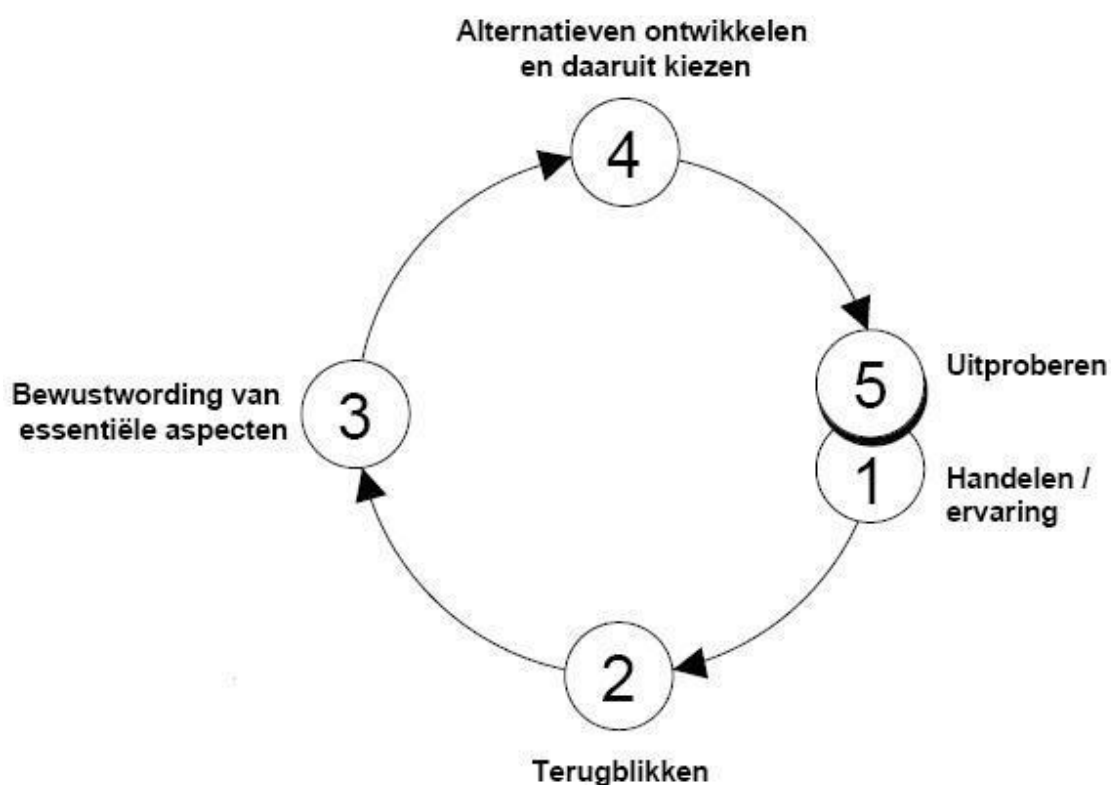 Alternatieven ontwikkelen
en daaruit kiezen
4
5
Uitproberen
Bewustwording van
essentiële aspecten
3
1
Handelen /
ervaring
2
Terugblikken